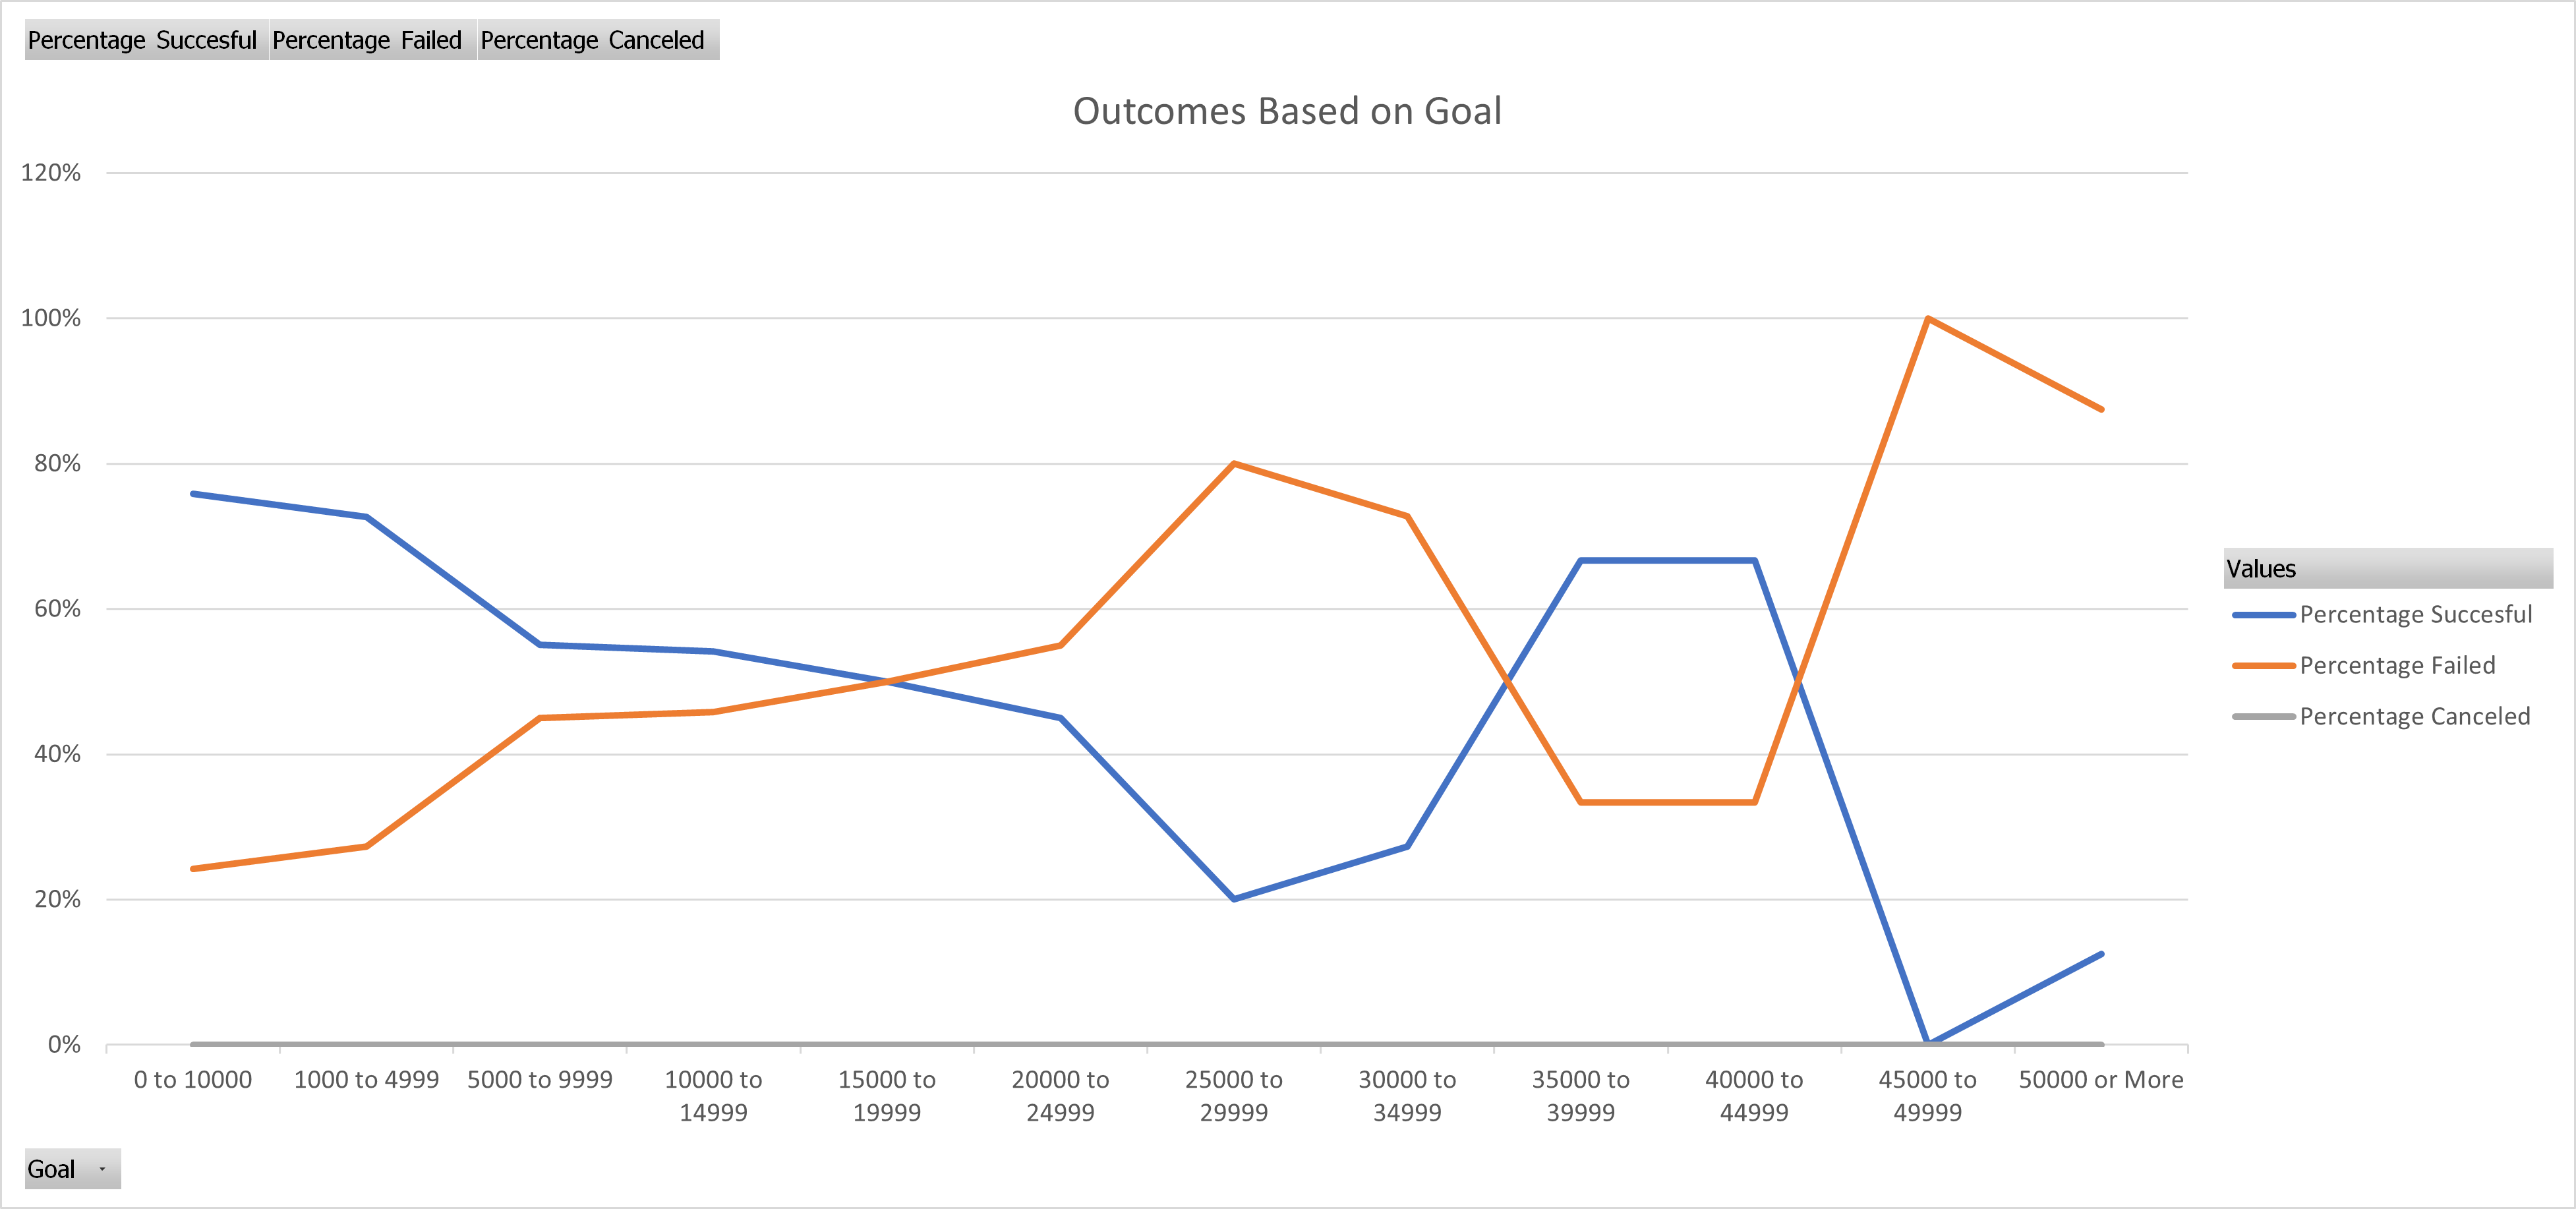 Percentage Succesful Percentage Failed Percentage Canceled
Outcomes Based on Goal
120%
100%
80%
60%
40%
20%
0%
0 to 10000 1000 to 4999 5000 to 9999 10000 to 15000 to 20000 to 25000 to 30000 to 35000 to 40000 to 45000 to 50000 or More
14999 19999 24999 29999 34999 39999 44999 49999
Values
Percentage Succesful
Percentage Failed
Percentage Canceled
Goal